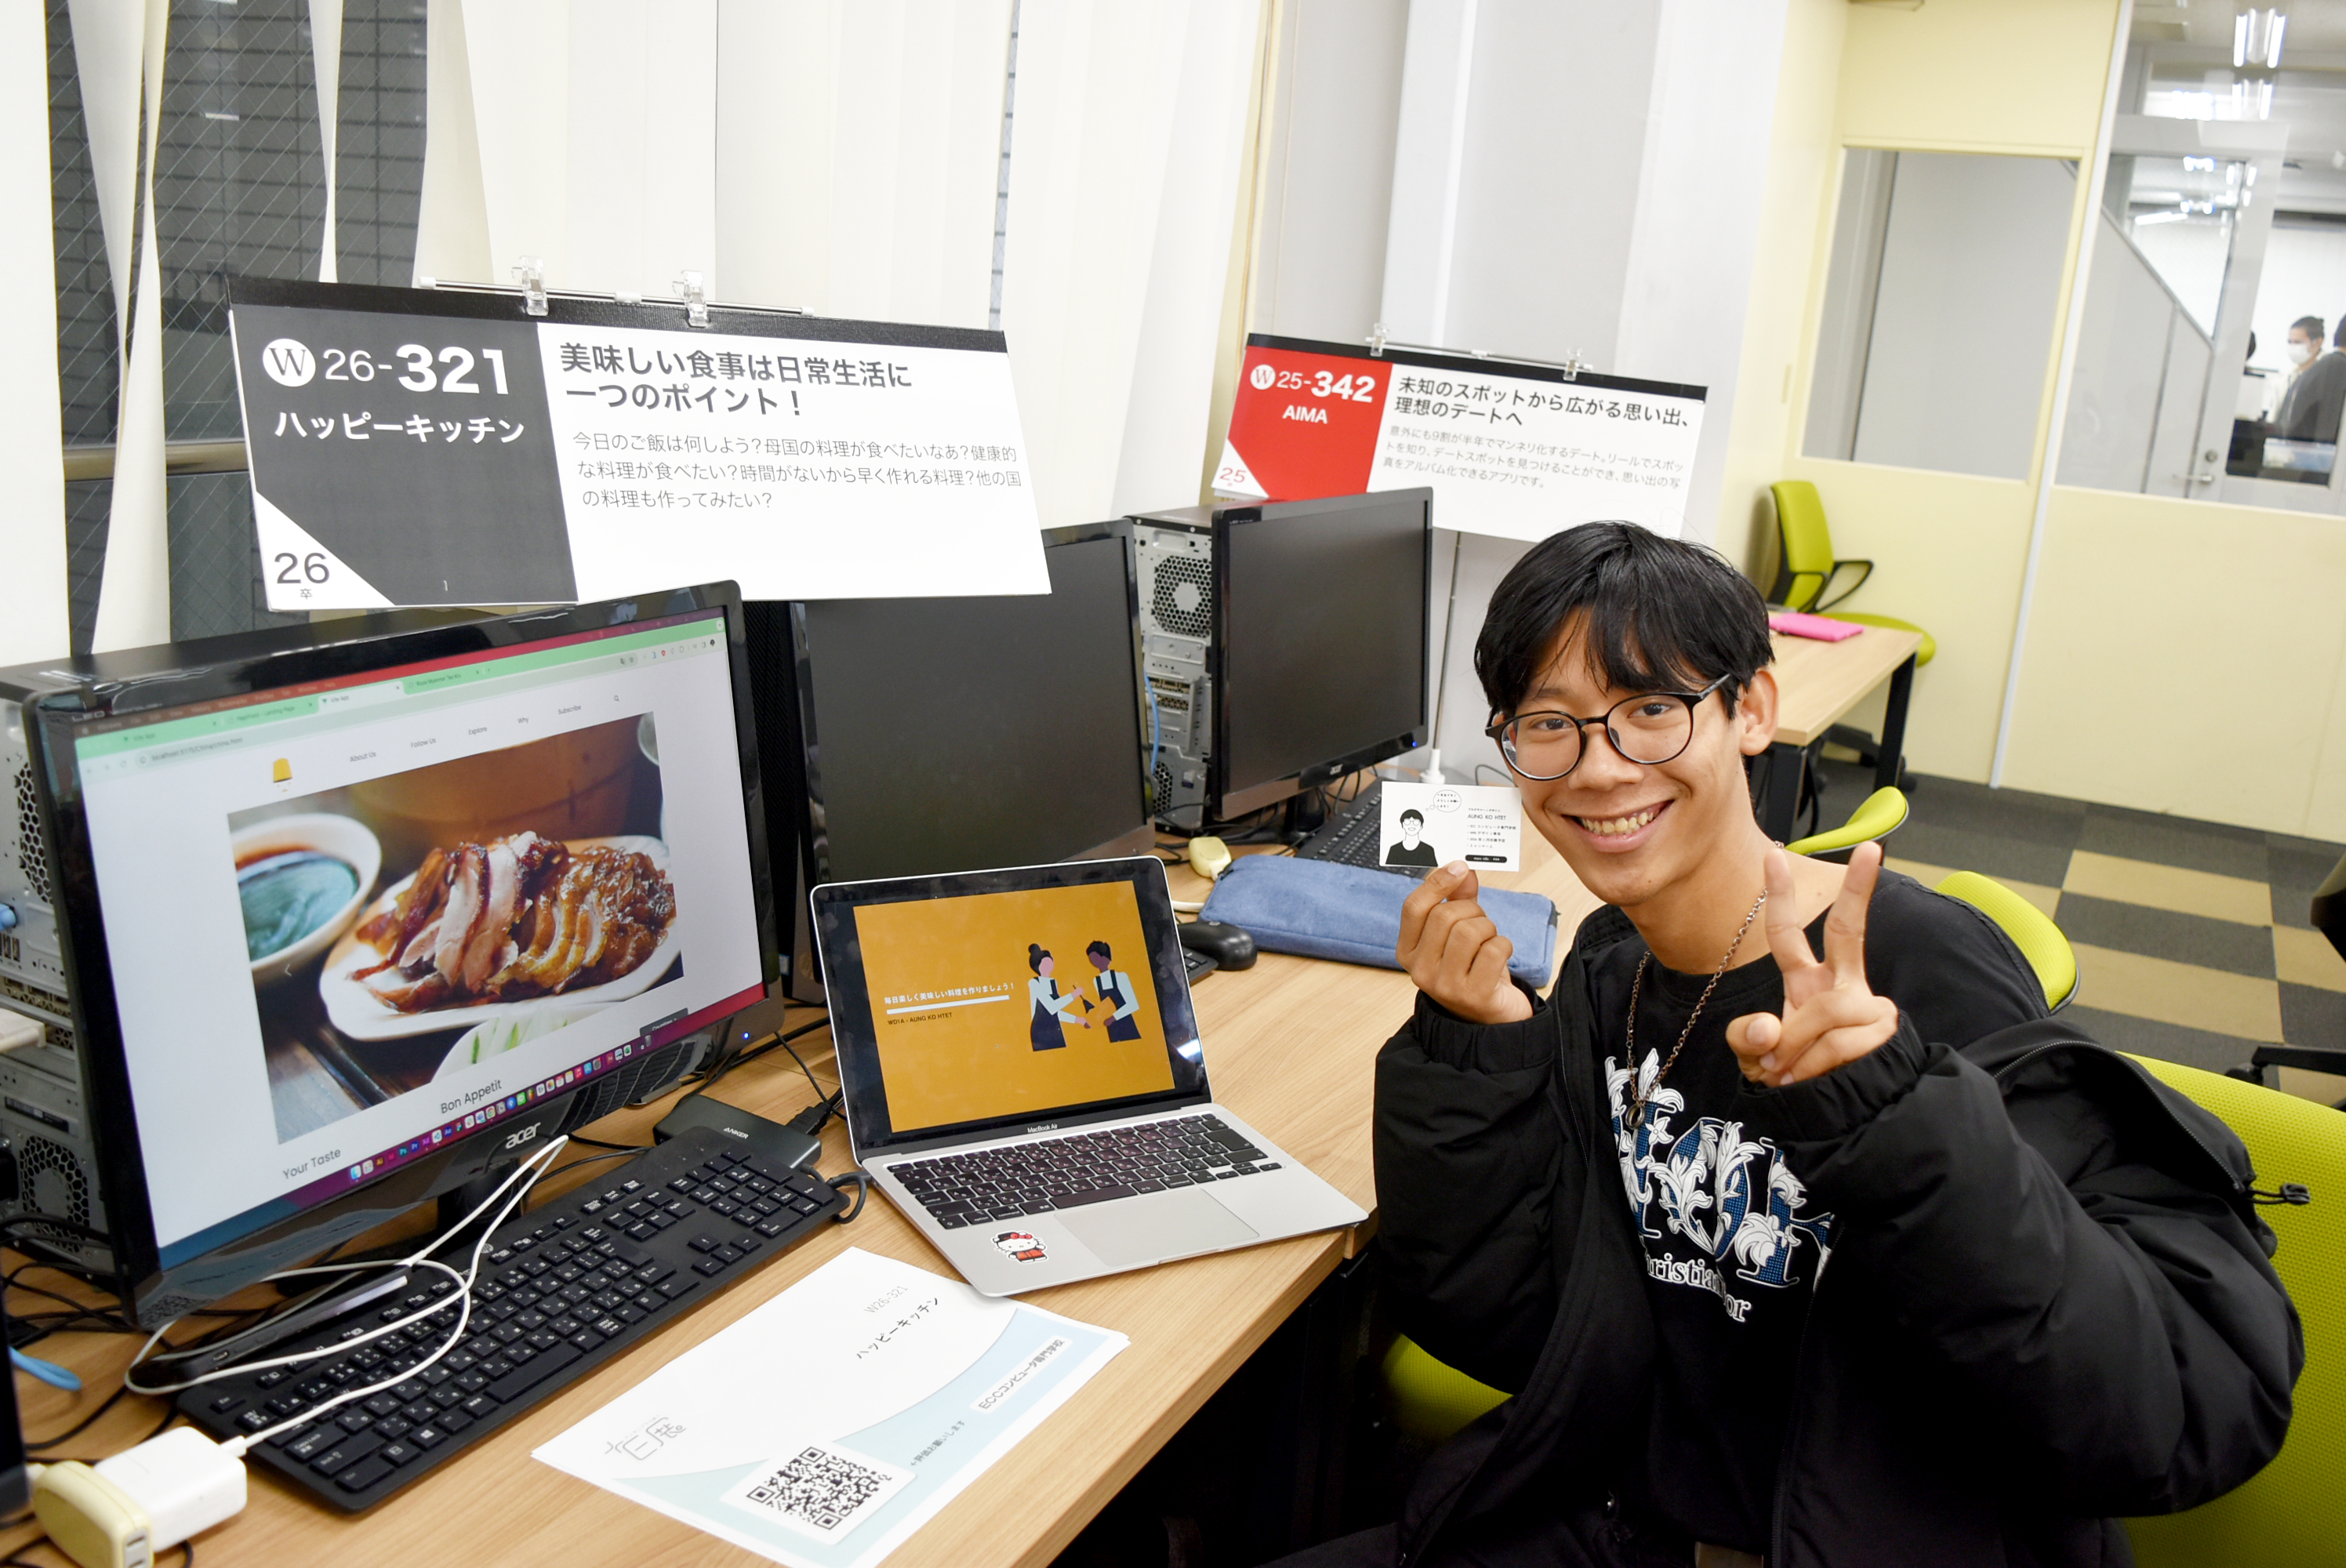 W 26-321
ハッピーキッチン
26
卒
1
美味しい食事は日常生活に
一つのポイント！
今日のご飯は何しよう？母国の料理が食べたいなあ？健康的
な料理が食べたい？時間がないから早く作れる料理？他の国
の料理も作ってみたい？
W 25-342
AIMA
25
未知のスポットから広がる思い出、
理想のデートへ
意外にも9割が半年でマンネリ化するデート。リールでスポッ
トを知り、デートスポットを見つけることができ、思い出の写
真をアルバム化できるアプリです。
About Us
Follow Us
Explore
Why
Subscribe
Bon Appetit
Your Taste
acer
ANKER
毎日楽しく美味しい料理を作りましょう！
WD1A - AUNG KO HTET
MacBook Air
AUNG KO HTET
W26-321
ハッピーキッチン
ECCコンピュータ専門学校